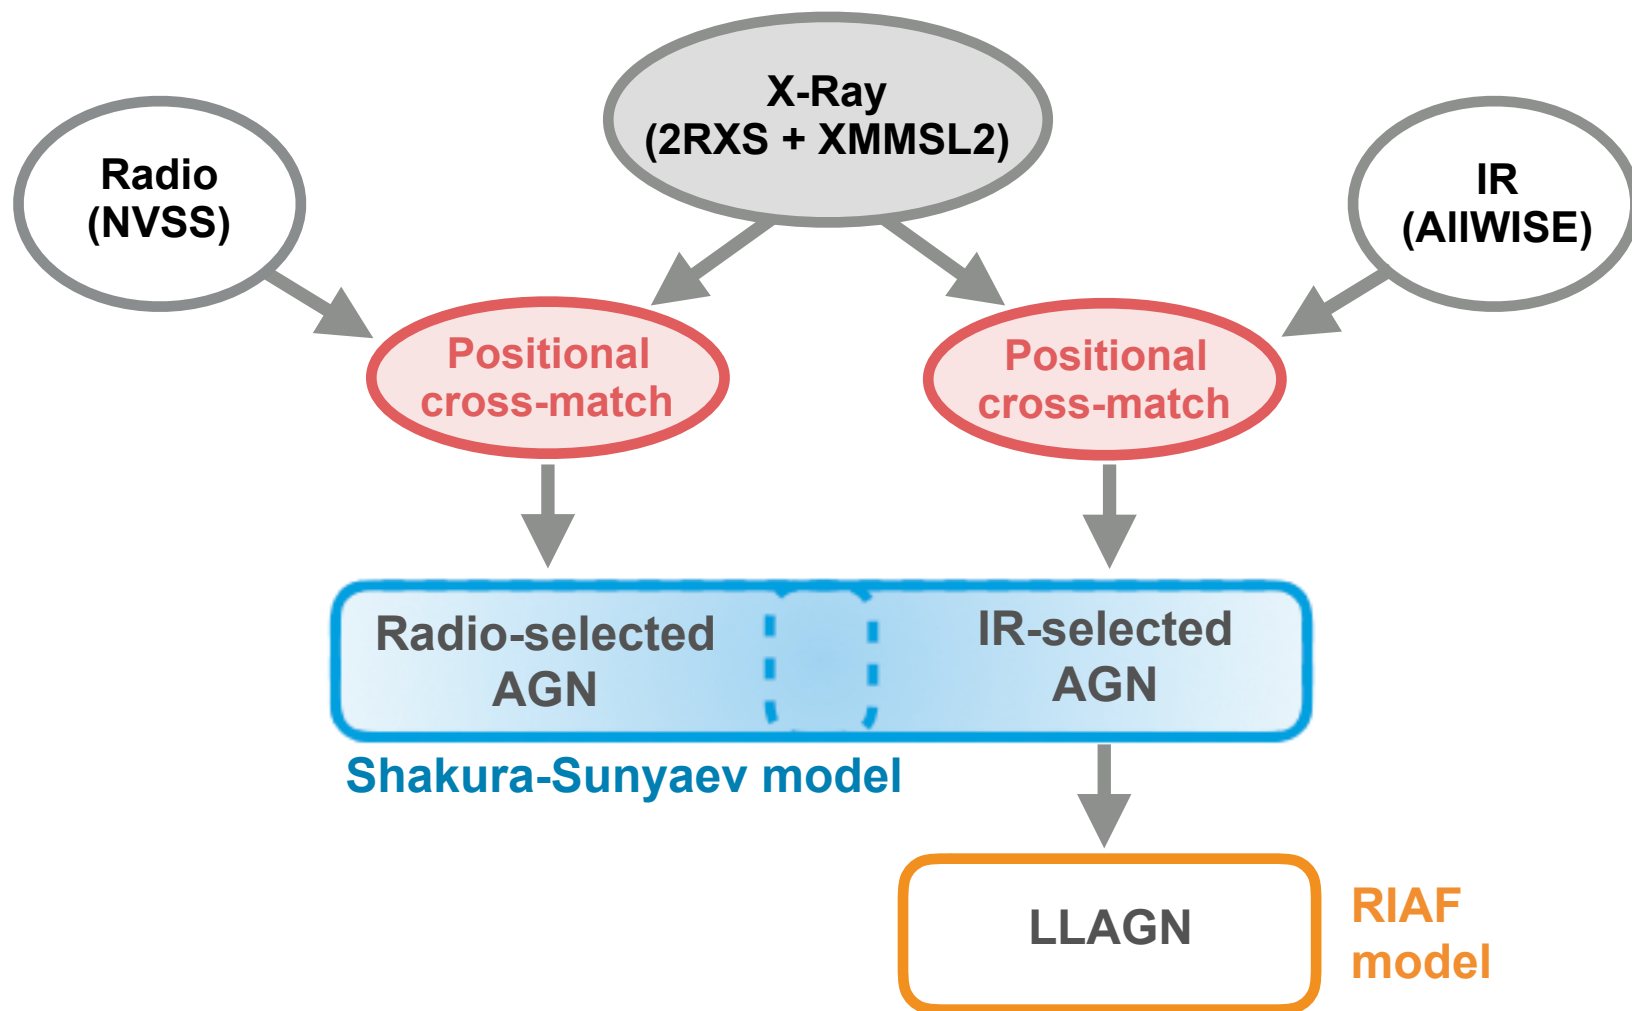 X-Ray
(2RXS + XMMSL2)
Radio
(NVSS)
IR
(AllWISE)
Positional
cross-match
Positional
cross-match
Radio-selected
AGN
IR-selected
AGN
Shakura-Sunyaev model
LLAGN
RIAF
model